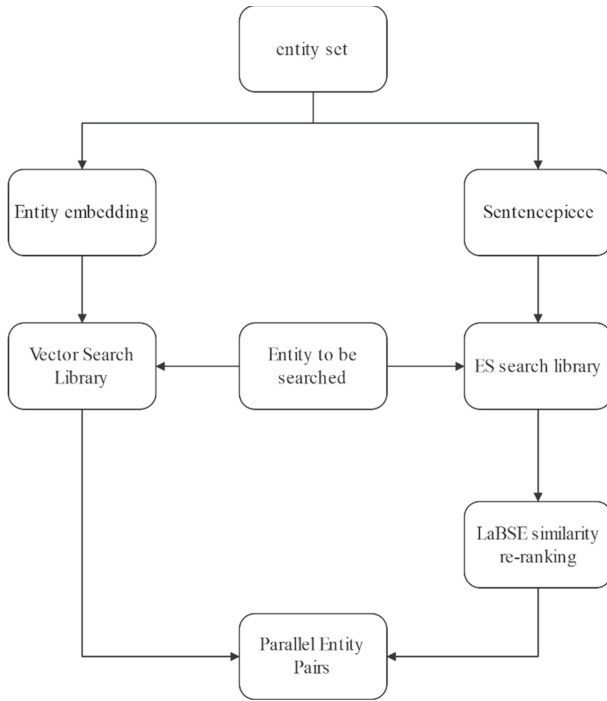 entity set
Entity embedding
Sentencepiece
Vector Search
Library
Entity to be
searched
ES search library
LaBSE similarity
re-ranking
Parallel Entity
Pairs